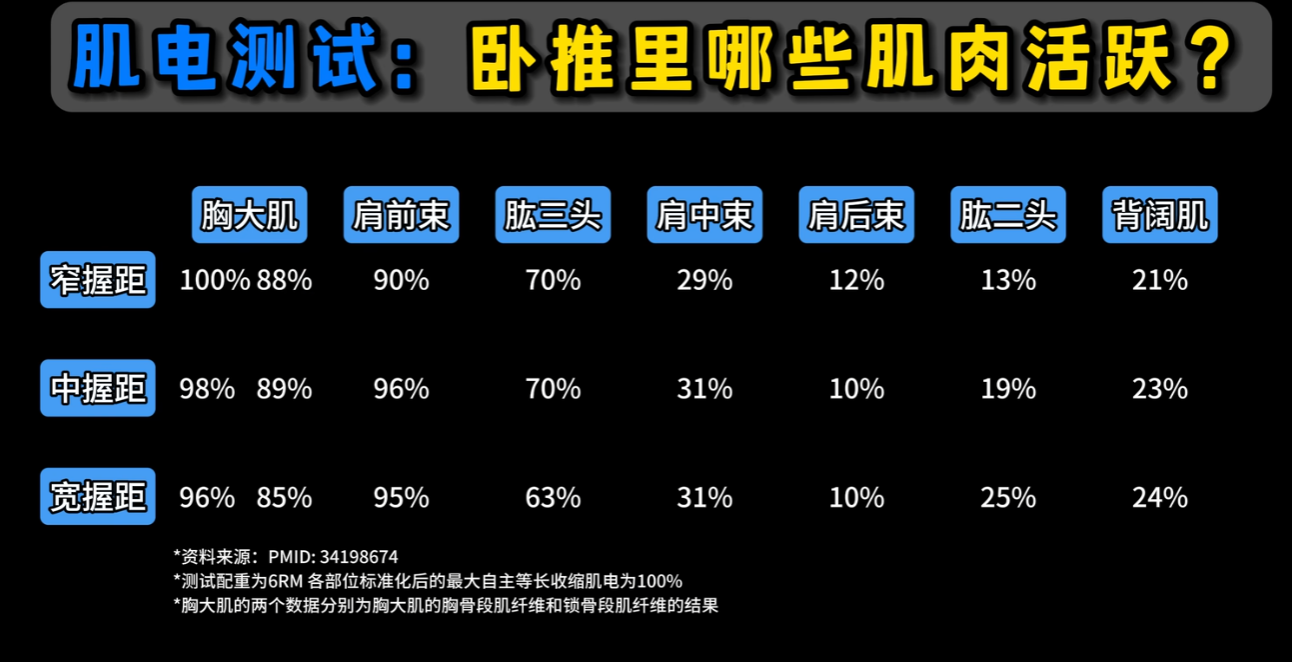 肌电测试：卧推里哪些肌肉活跃？
胸大肌 肩前束 肱三头 肩中束 肩后束 肱二头 背阔肌
窄握距 100% 88% 90% 70% 29% 12% 13% 21%
中握距 98% 89% 96% 70% 31% 10% 19% 23%
宽握距 96% 85% 95% 63% 31% 10% 25% 24%
*资料来源：PMID: 34198674
*测试配重为6RM 各部位标准化后的最大自主等长收缩肌电为100%
*胸大肌的两个数据分别为胸大肌的胸骨段肌纤维和锁骨段肌纤维的结果